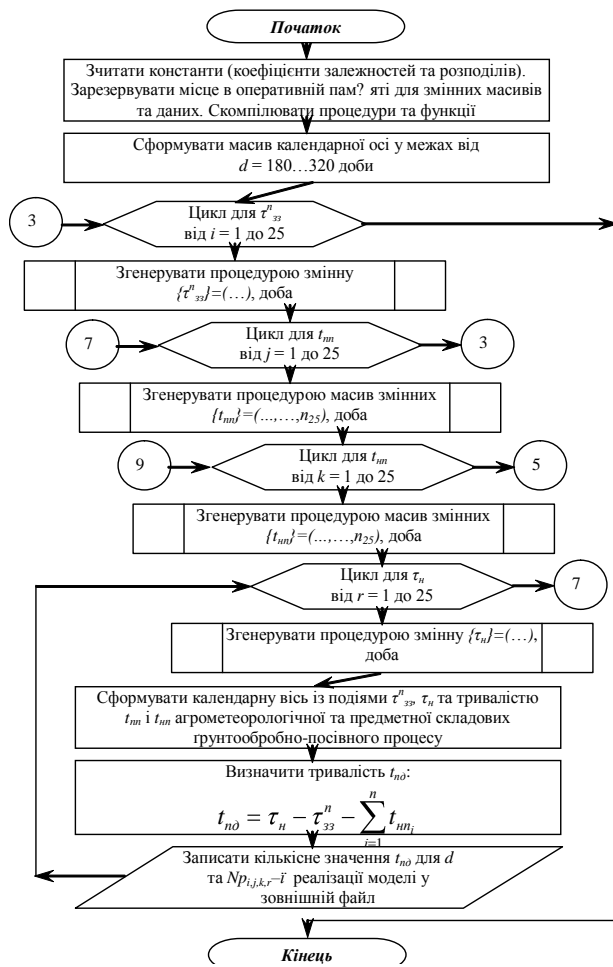 Початок
Зчитати константи (коефіцієнти залежностей та розподілів).
Зарезервувати місце в оперативній пам? яті для змінних масивів
та даних. Скомпілювати процедури та функції
Сформувати масив календарної осі у межах від
d = 180…320 доби
3
Цикл для τⁿзз
від i = 1 до 25
Згенерувати процедурою змінну
{τⁿзз}=(…), доба
7
Цикл для tпп
від j = 1 до 25
3
Згенерувати процедурою масив змінних
{tпп}=(...,…,n25), доба
9
Цикл для tнп
від k = 1 до 25
5
Згенерувати процедурою масив змінних
{tнп}=(...,…,n25), доба
Цикл для τн
від r = 1 до 25
7
Згенерувати процедурою змінну {τн}=(…),
доба
Сформувати календарну вісь із подіями τⁿзз, τн та тривалістю
tпп і tнп агрометеорологічної та предметної складових
ґрунтообробно-посівного процесу
Визначити тривалість tпд:
tпд = τн − τⁿзз − ∑ⁿi=1 tнпi
Записати кількісне значення tпд для d
та Npi,j,k,r–ї реалізації моделі у
зовнішній файл
Кінець